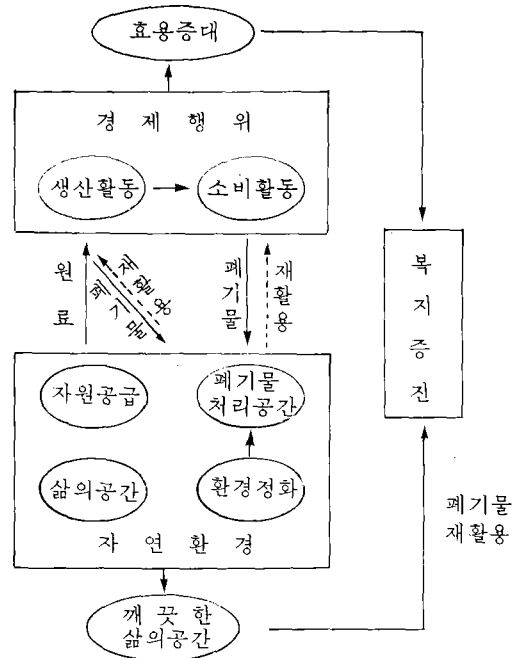 효용증대
경 제 행 위
생산활동
소비활동
원료
재활용
폐기물
폐기물
재활용
복지증진
자원공급
폐기물
처리공간
삶의공간
환경정화
자 연 환 경
폐기물
재활용
깨 끗 한
삶의공간